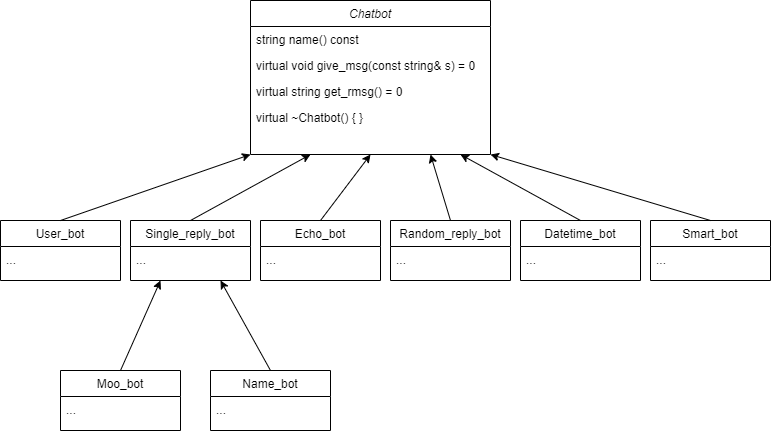 Chatbot
string name() const
virtual void give_msg(const string& s) = 0
virtual string get_rmsg() = 0
virtual ~Chatbot() { }
User_bot
Single_reply_bot
Echo_bot
Random_reply_bot
Datetime_bot
Smart_bot
...
...
...
...
...
...
Moo_bot
Name_bot
...
...